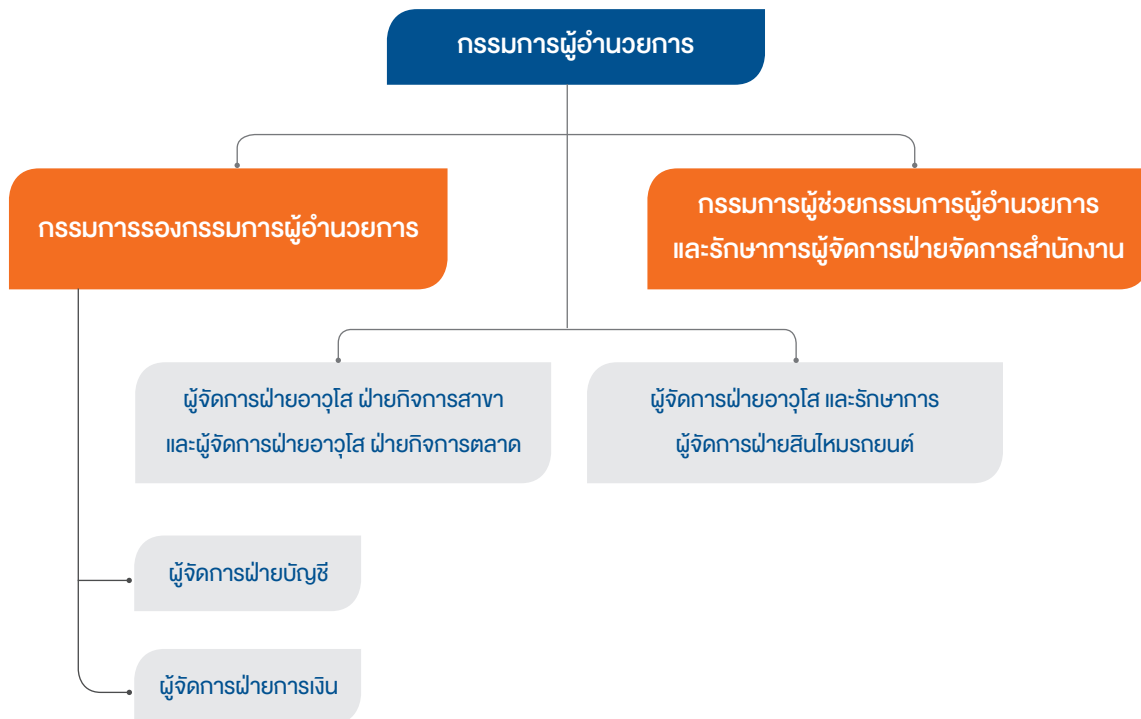 กรรมการผู้อำนวยการ
กรรมการรองกรรมการผู้อำนวยการ
กรรมการผู้ช่วยกรรมการผู้อำนวยการ
และรักษาการผู้จัดการฝ่ายจัดการสำนักงาน
ผู้จัดการฝ่ายอาวุโส ฝ่ายกิจการสาขา
และผู้จัดการฝ่ายอาวุโส ฝ่ายกิจการตลาด
ผู้จัดการฝ่ายอาวุโส และรักษาการ
ผู้จัดการฝ่ายสินไหมรถยนต์
ผู้จัดการฝ่ายบัญชี
ผู้จัดการฝ่ายการเงิน